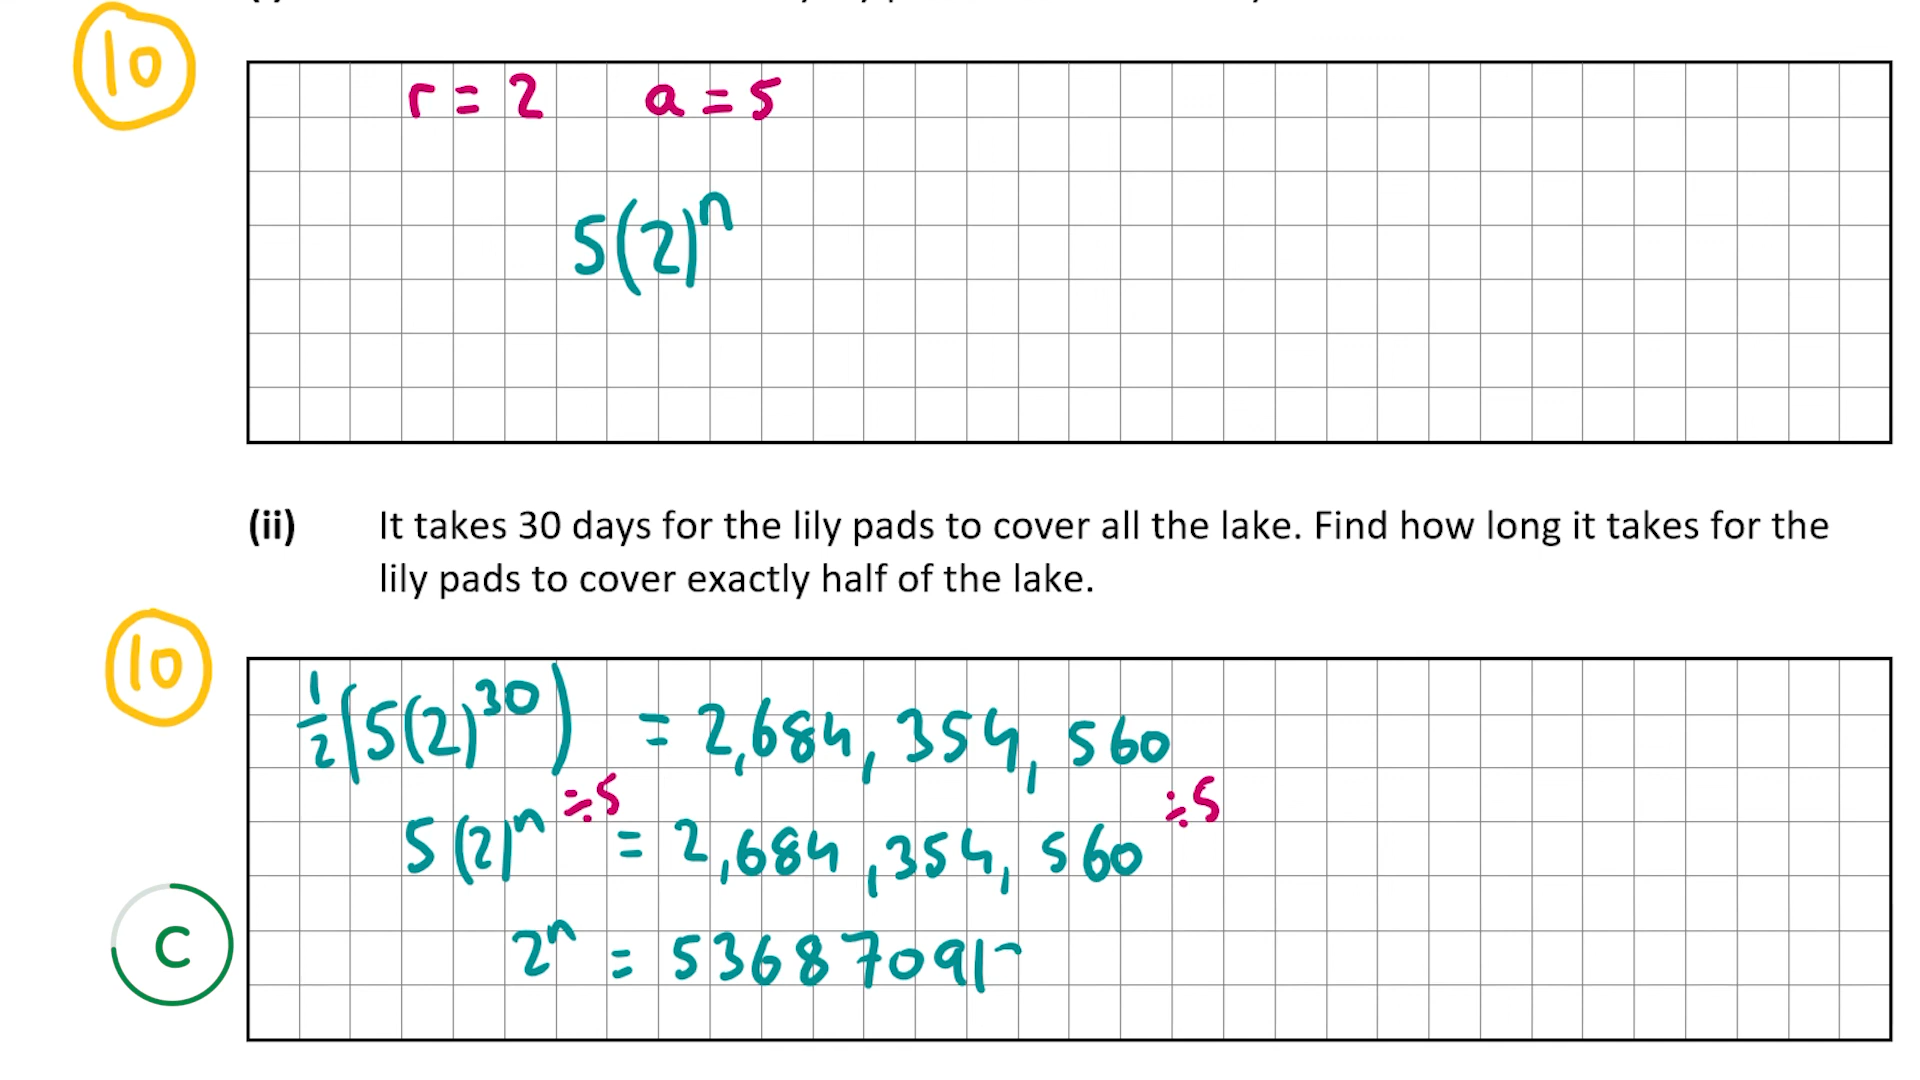 10
r = 2 a = 5
5(2)ⁿ
(ii) It takes 30 days for the lily pads to cover all the lake. Find how long it takes for the
lily pads to cover exactly half of the lake.
10
½(5(2)³⁰) = 2,684,354,560
5(2)ⁿ ÷5 = 2,684,354,560 ÷5
2ⁿ = 53687091
C